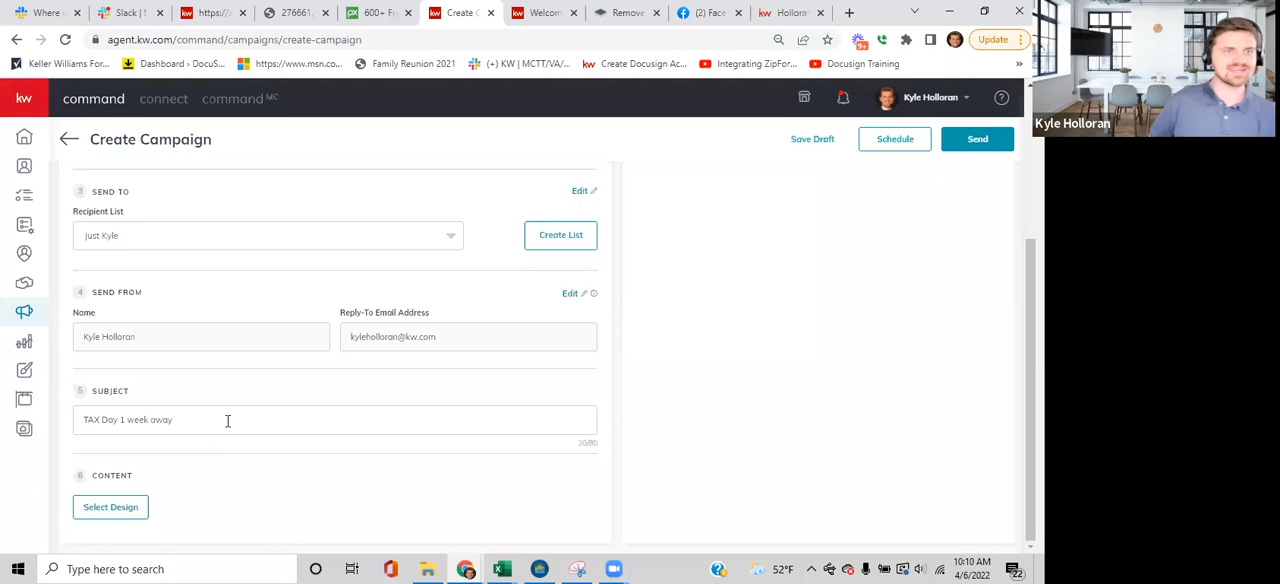 Where
Slack |
https:/
276661
600+ Fr
Create C
Welcom
Remove
(2) Face
Hollora
agent.kw.com/command/campaigns/create-campaign
9+
Update
Keller Williams For...
Dashboard › DocuS...
https://www.msn.co...
Family Reunion 2021
(+) KW | MCTT/VA/...
Create Docusign Ac...
Integrating ZipFor...
Docusign Training
»
kw
command
connect
command MC
Kyle Holloran
Kyle Holloran
Create Campaign
Save Draft
Schedule
Send
3 SEND TO
Edit
Recipient List
Just Kyle
Create List
4 SEND FROM
Edit
Name
Reply-To Email Address
Kyle Holloran
kyleholloran@kw.com
5 SUBJECT
TAX Day 1 week away
20/80
6 CONTENT
Select Design
Type here to search
52°F
10:10 AM
4/6/2022
22